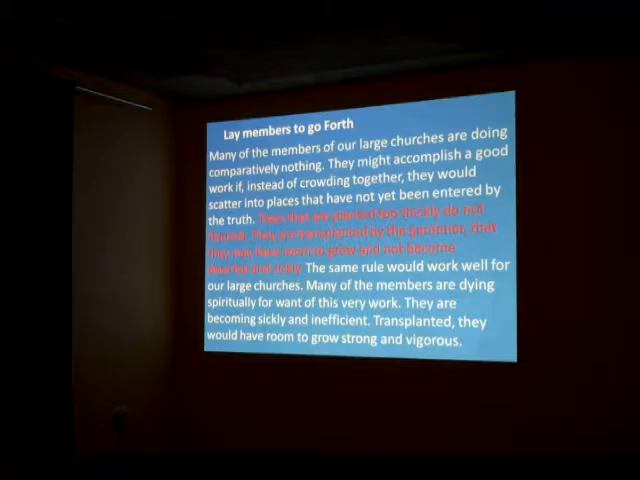 Lay members to go Forth
Many of the members of our large churches are doing
comparatively nothing. They might accomplish a good
work if, instead of crowding together, they would
scatter into places that have not yet been entered by
the truth. Trees that are planted too thickly do not
flourish. They are transplanted by the gardener, that
they may have room to grow and not become
dwarfed and sickly. The same rule would work well for
our large churches. Many of the members are dying
spiritually for want of this very work. They are
becoming sickly and inefficient. Transplanted, they
would have room to grow strong and vigorous.